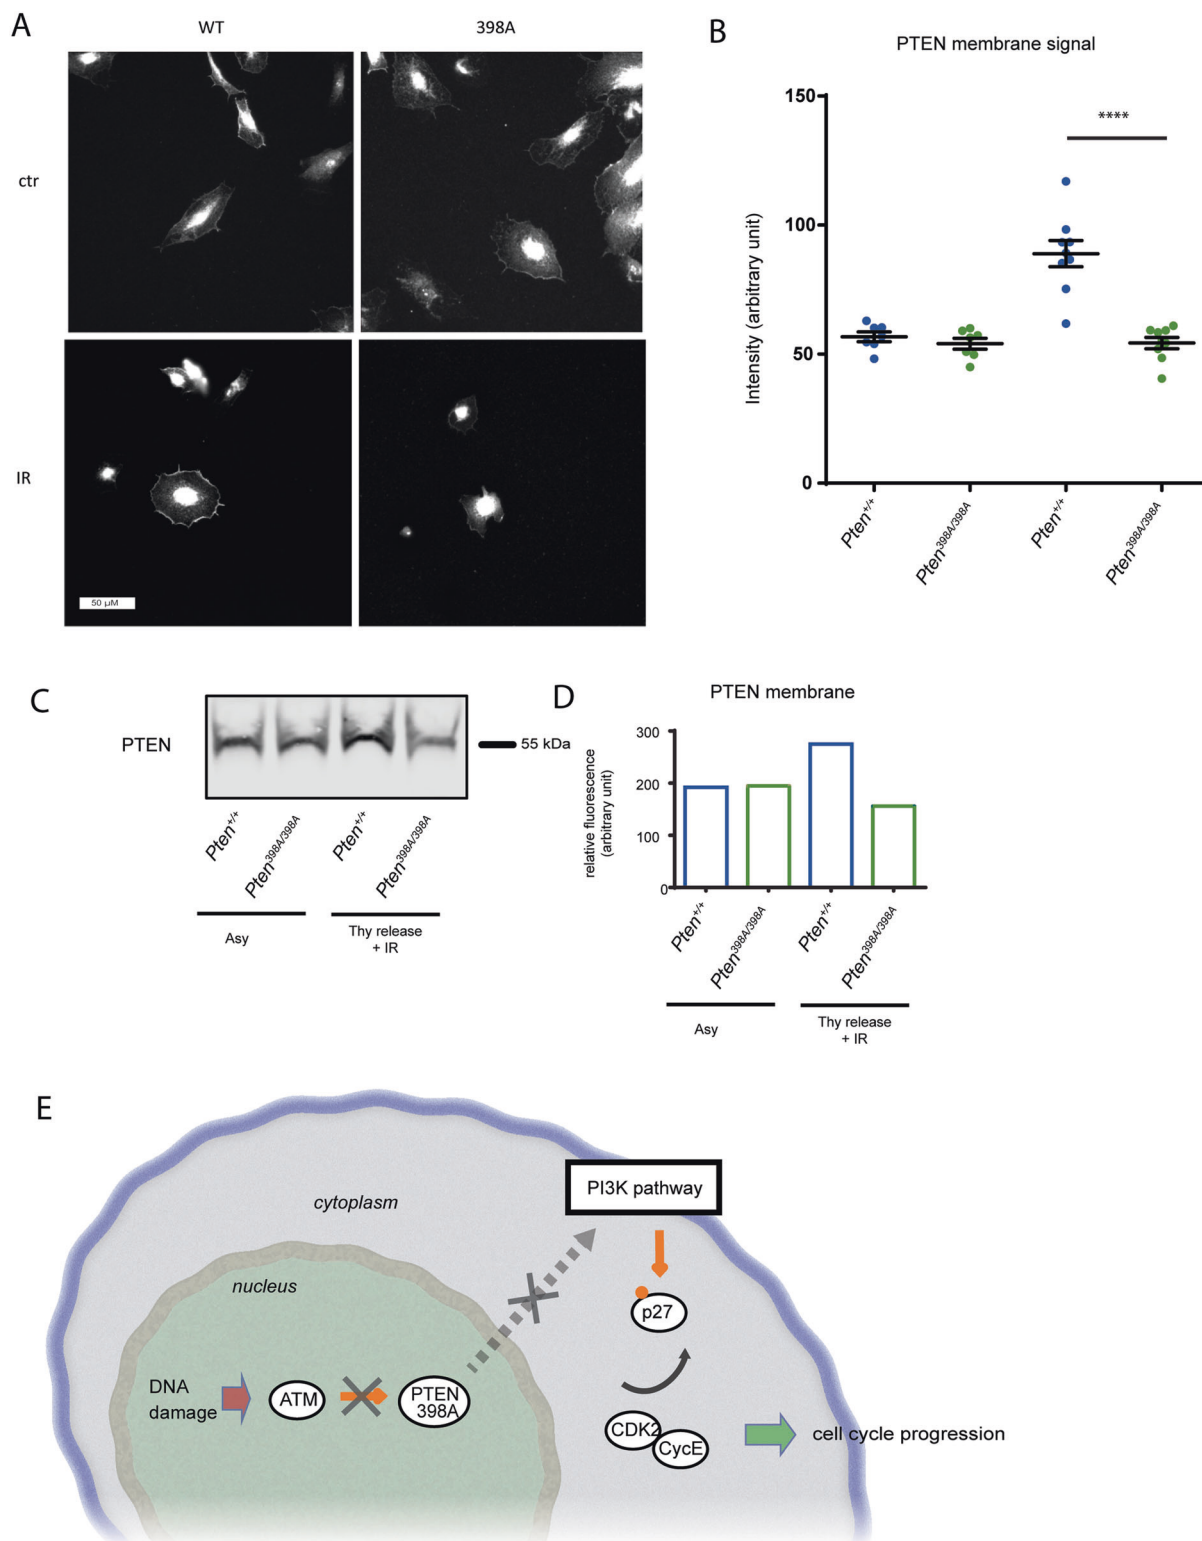 A
WT
398A
ctr
IR
50 µM
B
PTEN membrane signal
150
100
50
0
Intensity (arbitrary unit)
****
Pten+/+
Pten398A/398A
Pten+/+
Pten398A/398A
C
PTEN
55 kDa
Pten+/+
Pten398A/398A
Pten+/+
Pten398A/398A
Asy
Thy release
+ IR
D
PTEN membrane
300
200
100
0
relative fluorescence
(arbitrary unit)
Pten+/+
Pten398A/398A
Pten+/+
Pten398A/398A
Asy
Thy release
+ IR
E
PI3K pathway
cytoplasm
nucleus
p27
DNA
damage
ATM
PTEN
398A
CDK2
CycE
cell cycle progression